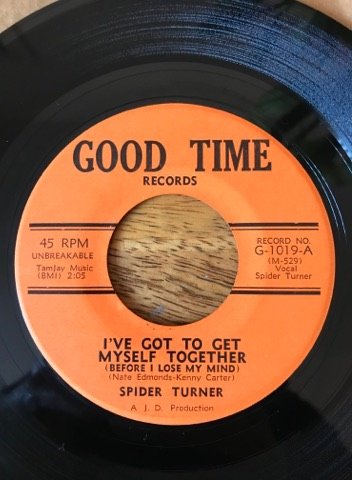 GOOD TIME
RECORDS
45 RPM
UNBREAKABLE
TamJay Music
(BMI) 2:05
RECORD NO.
G-1019-A
(M-529)
Vocal
Spider Turner
I'VE GOT TO GET
MYSELF TOGETHER
(BEFORE I LOSE MY MIND)
(Nate Edmonds-Kenny Carter)
SPIDER TURNER
A J. D. Production